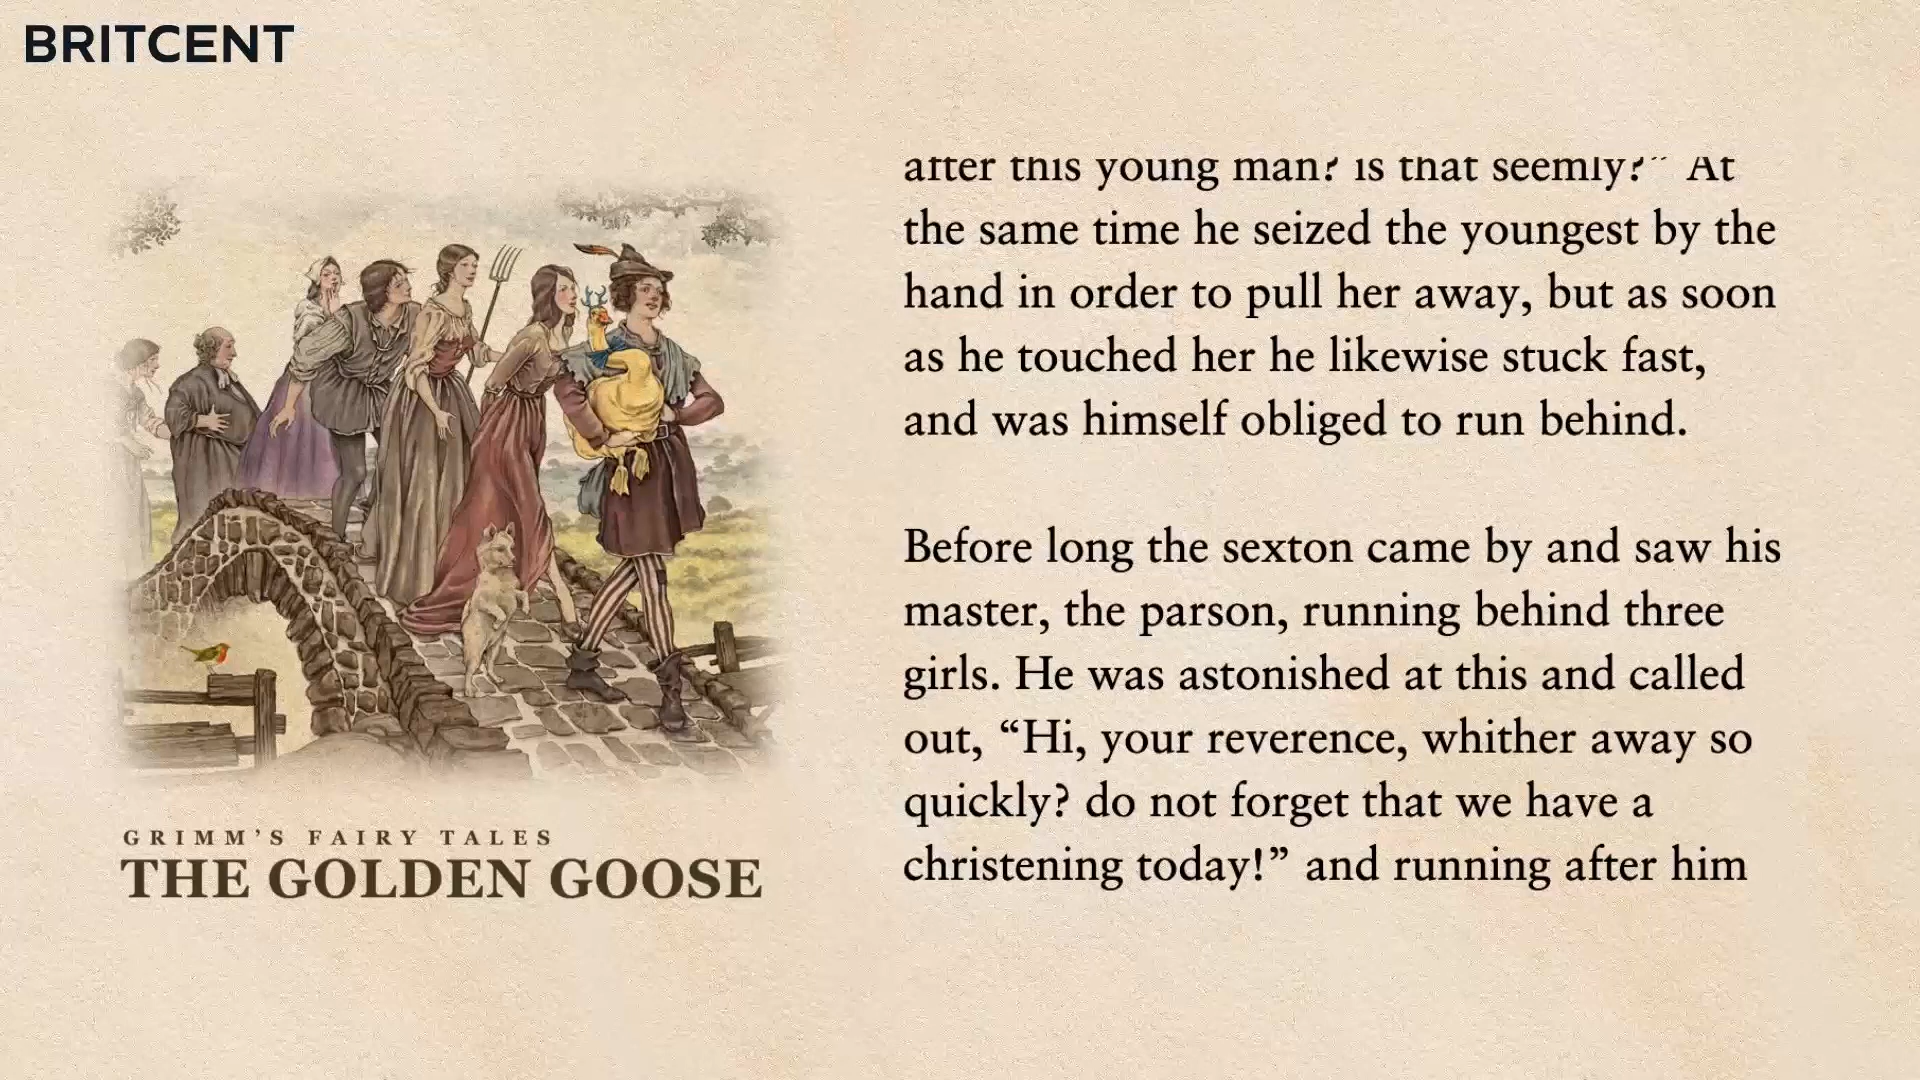 BRITCENT
after this young man? is that seemly?” At
the same time he seized the youngest by the
hand in order to pull her away, but as soon
as he touched her he likewise stuck fast,
and was himself obliged to run behind.
Before long the sexton came by and saw his
master, the parson, running behind three
girls. He was astonished at this and called
out, “Hi, your reverence, whither away so
quickly? do not forget that we have a
christening today!” and running after him
GRIMM’S FAIRY TALES
THE GOLDEN GOOSE